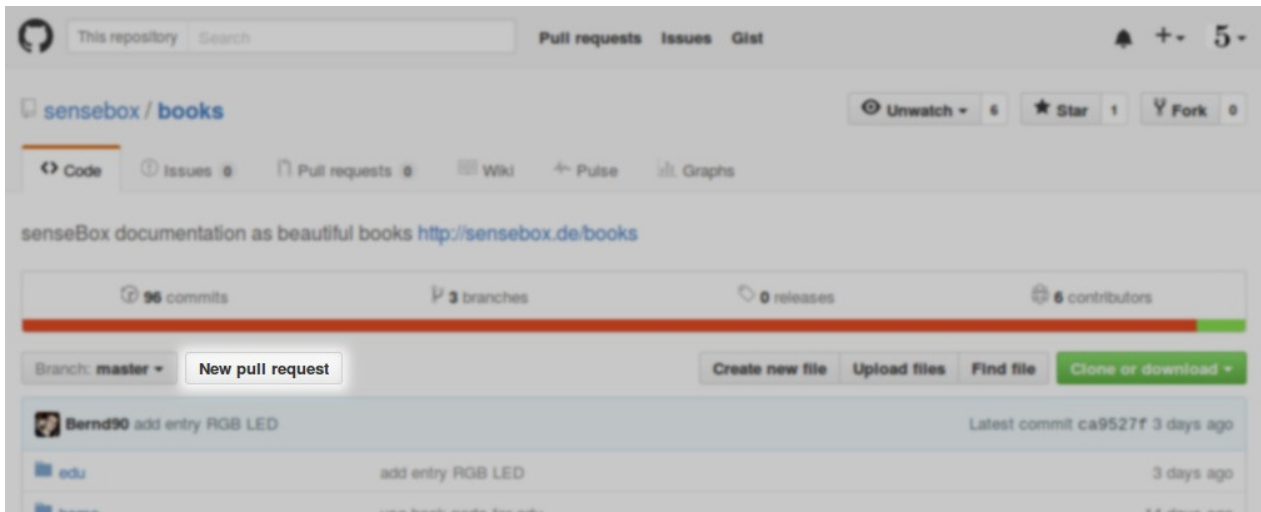 This repository Search Pull requests Issues Gist 5
sensebox / books Unwatch 6 Star 1 Fork 0
Code Issues 0 Pull requests 0 Wiki Pulse Graphs
senseBox documentation as beautiful books http://sensebox.de/books
96 commits 3 branches 0 releases 6 contributors
Branch: master New pull request Create new file Upload files Find file Clone or download
Bernd90 add entry RGB LED Latest commit ca9527f 3 days ago
edu add entry RGB LED 3 days ago